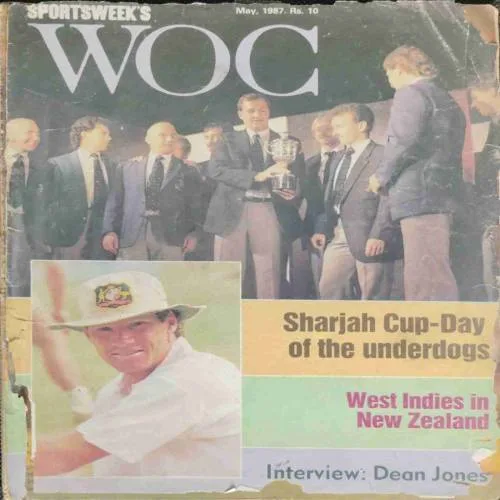 SPORTSWEEK'S
May, 1987. Rs. 10
WOC
Sharjah Cup-Day
of the underdogs
West Indies in
New Zealand
Interview: Dean Jones